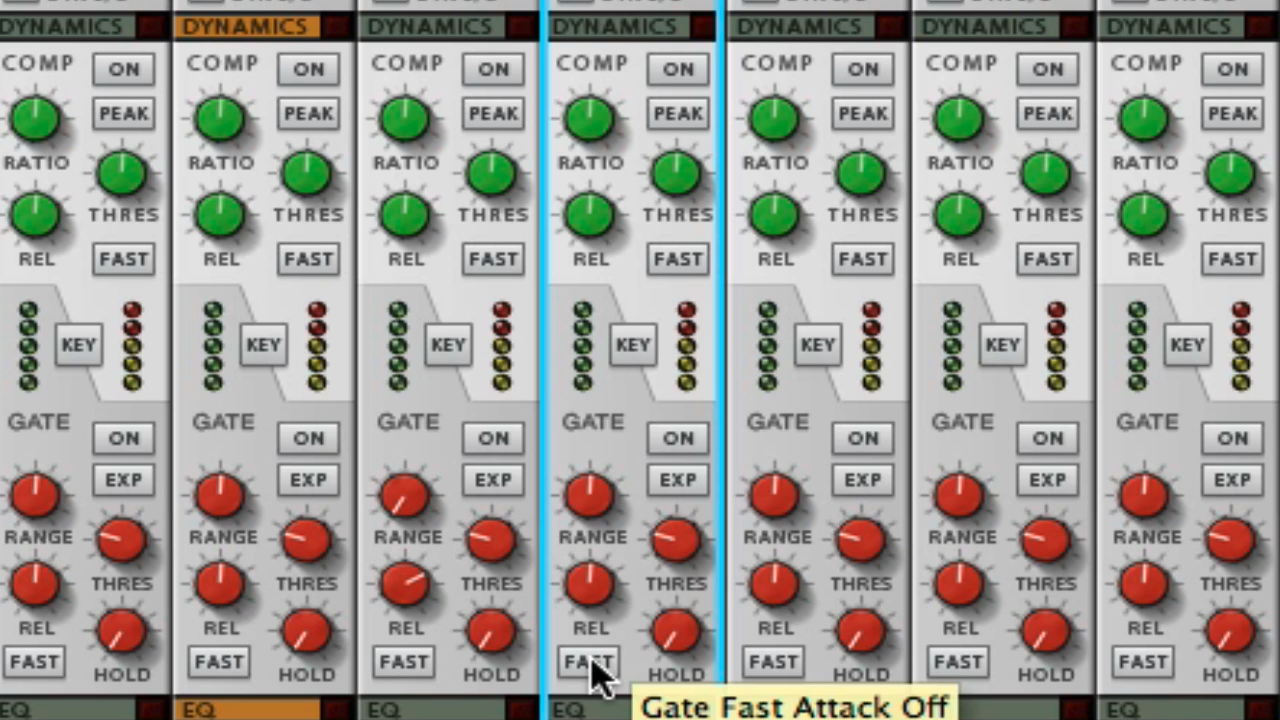 DYNAMICS DYNAMICS DYNAMICS DYNAMICS DYNAMICS DYNAMICS DYNAMICS
COMP ON COMP ON COMP ON COMP ON COMP ON COMP ON COMP ON
PEAK PEAK PEAK PEAK PEAK PEAK PEAK
RATIO RATIO RATIO RATIO RATIO RATIO RATIO
THRES THRES THRES THRES THRES THRES THRES
REL FAST REL FAST REL FAST REL FAST REL FAST REL FAST REL FAST
KEY KEY KEY KEY KEY KEY KEY
GATE GATE GATE GATE GATE GATE GATE
ON ON ON ON ON ON ON
EXP EXP EXP EXP EXP EXP EXP
RANGE RANGE RANGE RANGE RANGE RANGE RANGE
THRES THRES THRES THRES THRES THRES THRES
REL REL REL REL REL REL REL
FAST FAST FAST FAST FAST FAST FAST
HOLD HOLD HOLD HOLD HOLD HOLD HOLD
EQ EQ EQ EQ
Gate Fast Attack Off
EQ EQ